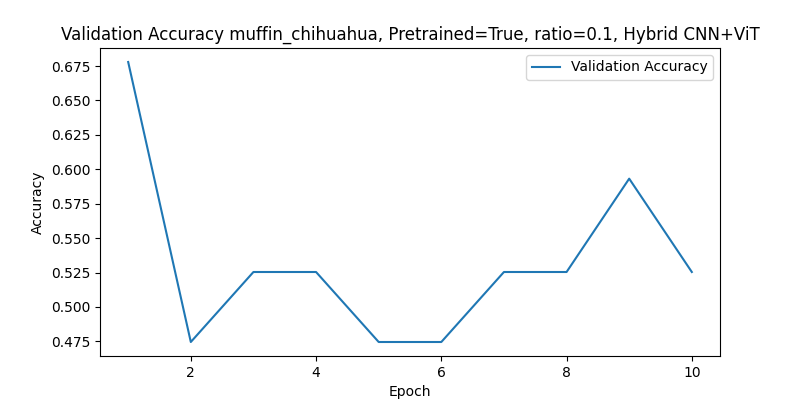 Validation Accuracy muffin_chihuahua, Pretrained=True, ratio=0.1, Hybrid CNN+ViT
Validation Accuracy
0.675
0.650
0.625
0.600
0.575
0.550
0.525
0.500
0.475
Accuracy
2 4 6 8 10
Epoch